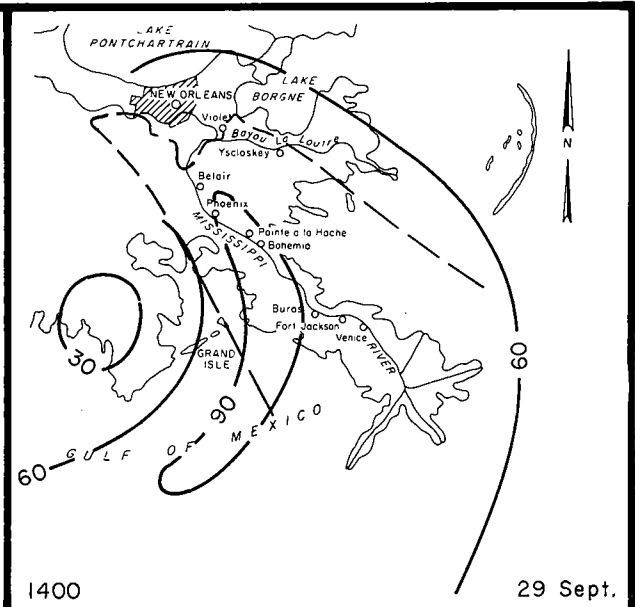 LAKE
PONTCHARTRAIN
LAKE
BORGNE
NEW ORLEANS
Violet
Bayou La Loutre
Yscloskey
N
Belair
Phoenix
MISSISSIPPI
Pointe a la Hache
Bohemia
Buras
Fort Jackson
Venice
RIVER
GRAND
ISLE
30
60
90
60
GULF OF MEXICO
1400
29 Sept.